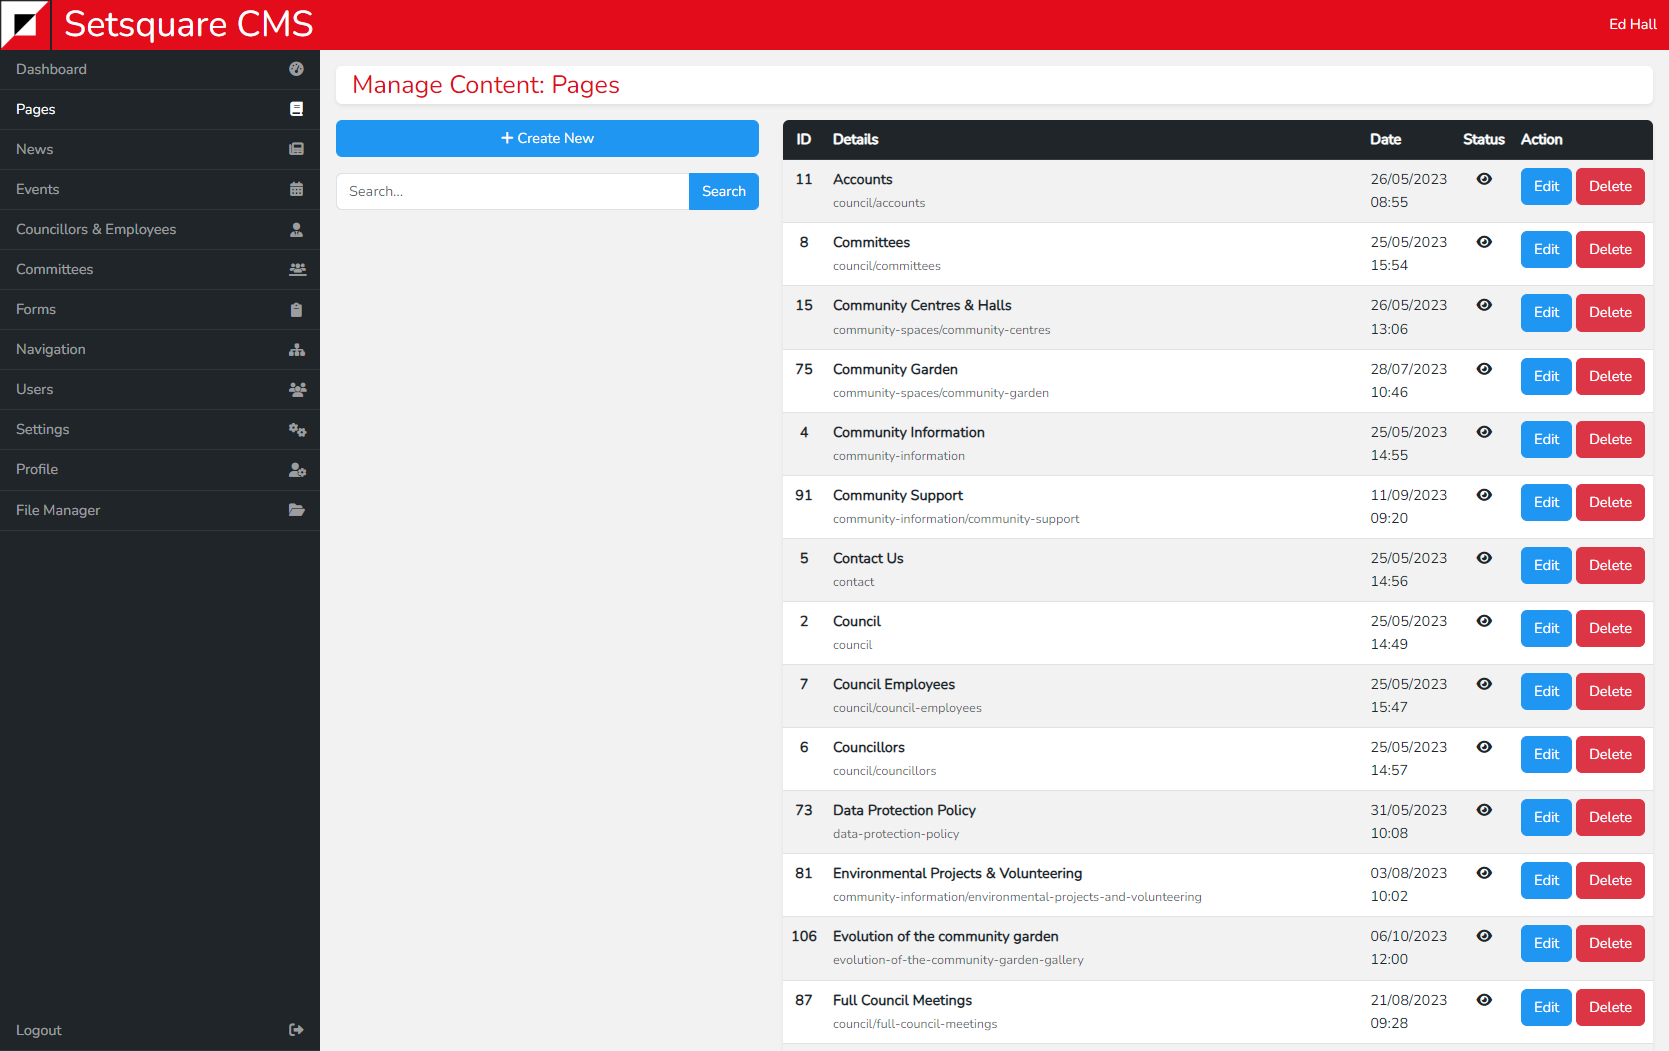 Setsquare CMS
Ed Hall
Dashboard
Pages
News
Events
Councillors & Employees
Committees
Forms
Navigation
Users
Settings
Profile
File Manager
Logout
Manage Content: Pages
+ Create New
Search...
Search
ID Details Date Status Action
11 Accounts 26/05/2023 Edit Delete
council/accounts 08:55
8 Committees 25/05/2023 Edit Delete
council/committees 15:54
15 Community Centres & Halls 26/05/2023 Edit Delete
community-spaces/community-centres 13:06
75 Community Garden 28/07/2023 Edit Delete
community-spaces/community-garden 10:46
4 Community Information 25/05/2023 Edit Delete
community-information 14:55
91 Community Support 11/09/2023 Edit Delete
community-information/community-support 09:20
5 Contact Us 25/05/2023 Edit Delete
contact 14:56
2 Council 25/05/2023 Edit Delete
council 14:49
7 Council Employees 25/05/2023 Edit Delete
council/council-employees 15:47
6 Councillors 25/05/2023 Edit Delete
council/councillors 14:57
73 Data Protection Policy 31/05/2023 Edit Delete
data-protection-policy 10:08
81 Environmental Projects & Volunteering 03/08/2023 Edit Delete
community-information/environmental-projects-and-volunteering 10:02
106 Evolution of the community garden 06/10/2023 Edit Delete
evolution-of-the-community-garden-gallery 12:00
87 Full Council Meetings 21/08/2023 Edit Delete
council/full-council-meetings 09:28